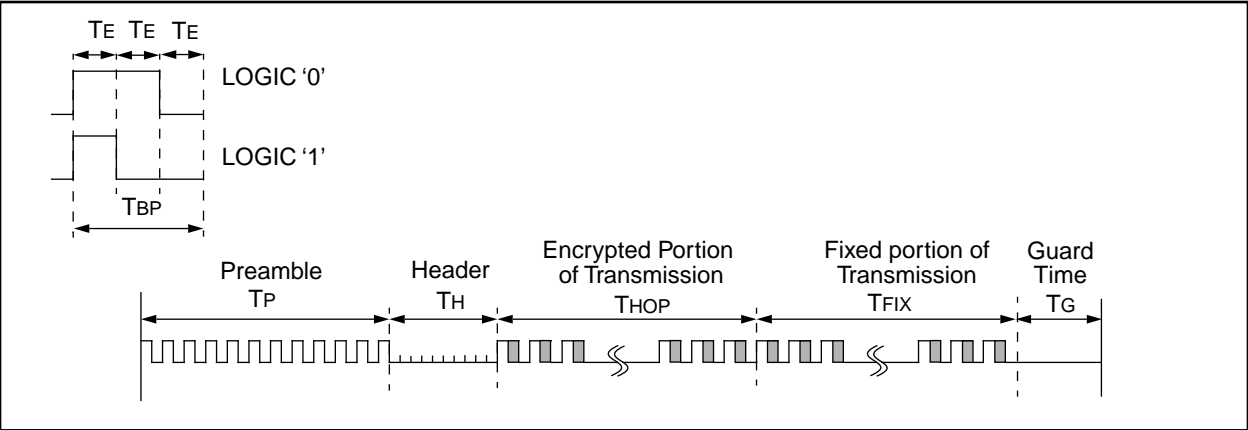 TE TE TE
LOGIC ‘0’
LOGIC ‘1’
TBP
Preamble
TP
Header
TH
Encrypted Portion
of Transmission
THOP
Fixed portion of
Transmission
TFIX
Guard
Time
TG